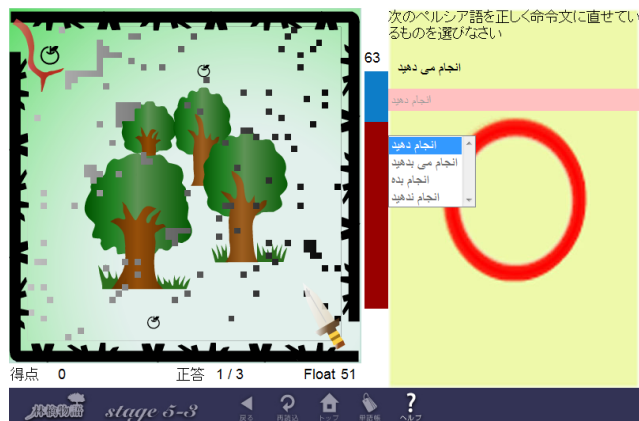 次のペルシア語を正しく命令文に直せてい
るものを選びなさい
63
انجام می دهید
انجام دهید
انجام دهید
انجام می بدهید
انجام بده
انجام ندهید
得点 0 正答 1 / 3 Float 51
林檎物語 stage 5-3
戻る 再読込 トップ 単語帳 ヘルプ